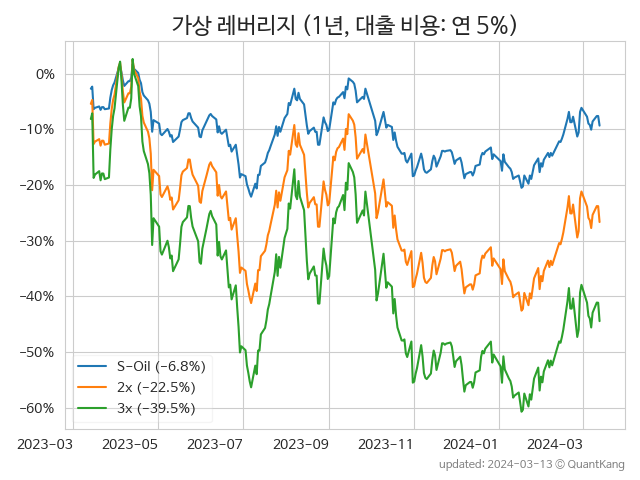 가상 레버리지 (1년, 대출 비용: 연 5%)
0%
−10%
−20%
−30%
−40%
−50%
−60%
S-Oil (−6.8%)
2x (−22.5%)
3x (−39.5%)
2023-03 2023-05 2023-07 2023-09 2023-11 2024-01 2024-03
updated: 2024-03-13 ⓒ QuantKang